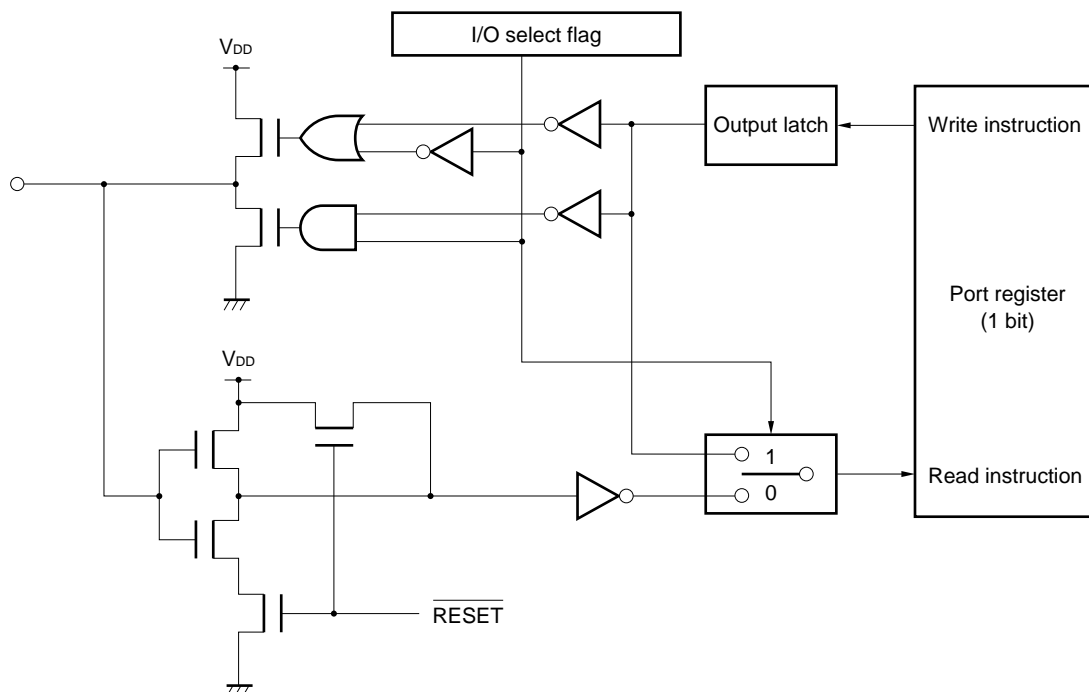 I/O select flag
VDD
Output latch
Write instruction
Port register
(1 bit)
VDD
1
0
Read instruction
RESET